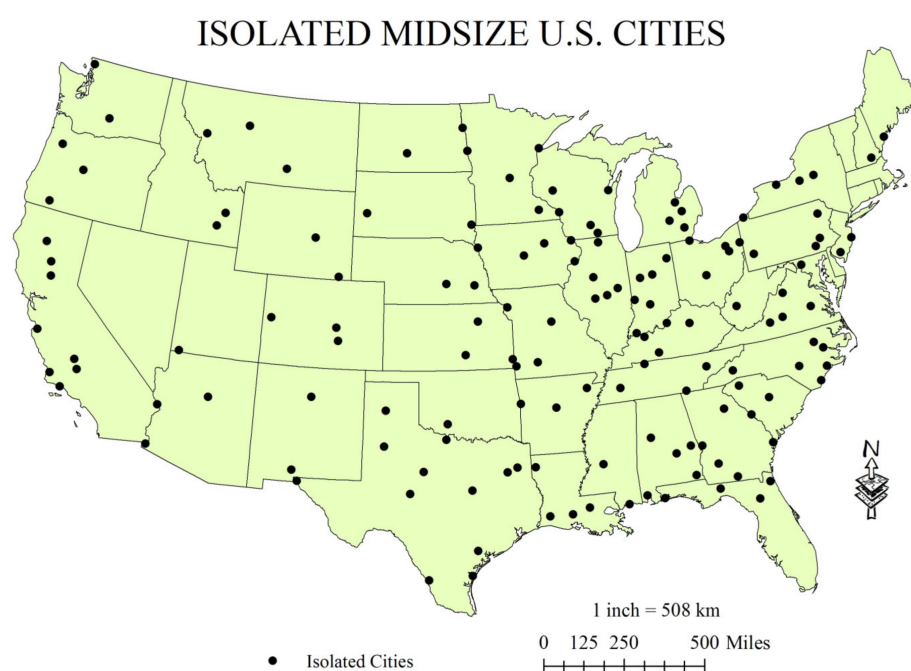 ISOLATED MIDSIZE U.S. CITIES
N
1 inch = 508 km
0 125 250 500 Miles
Isolated Cities